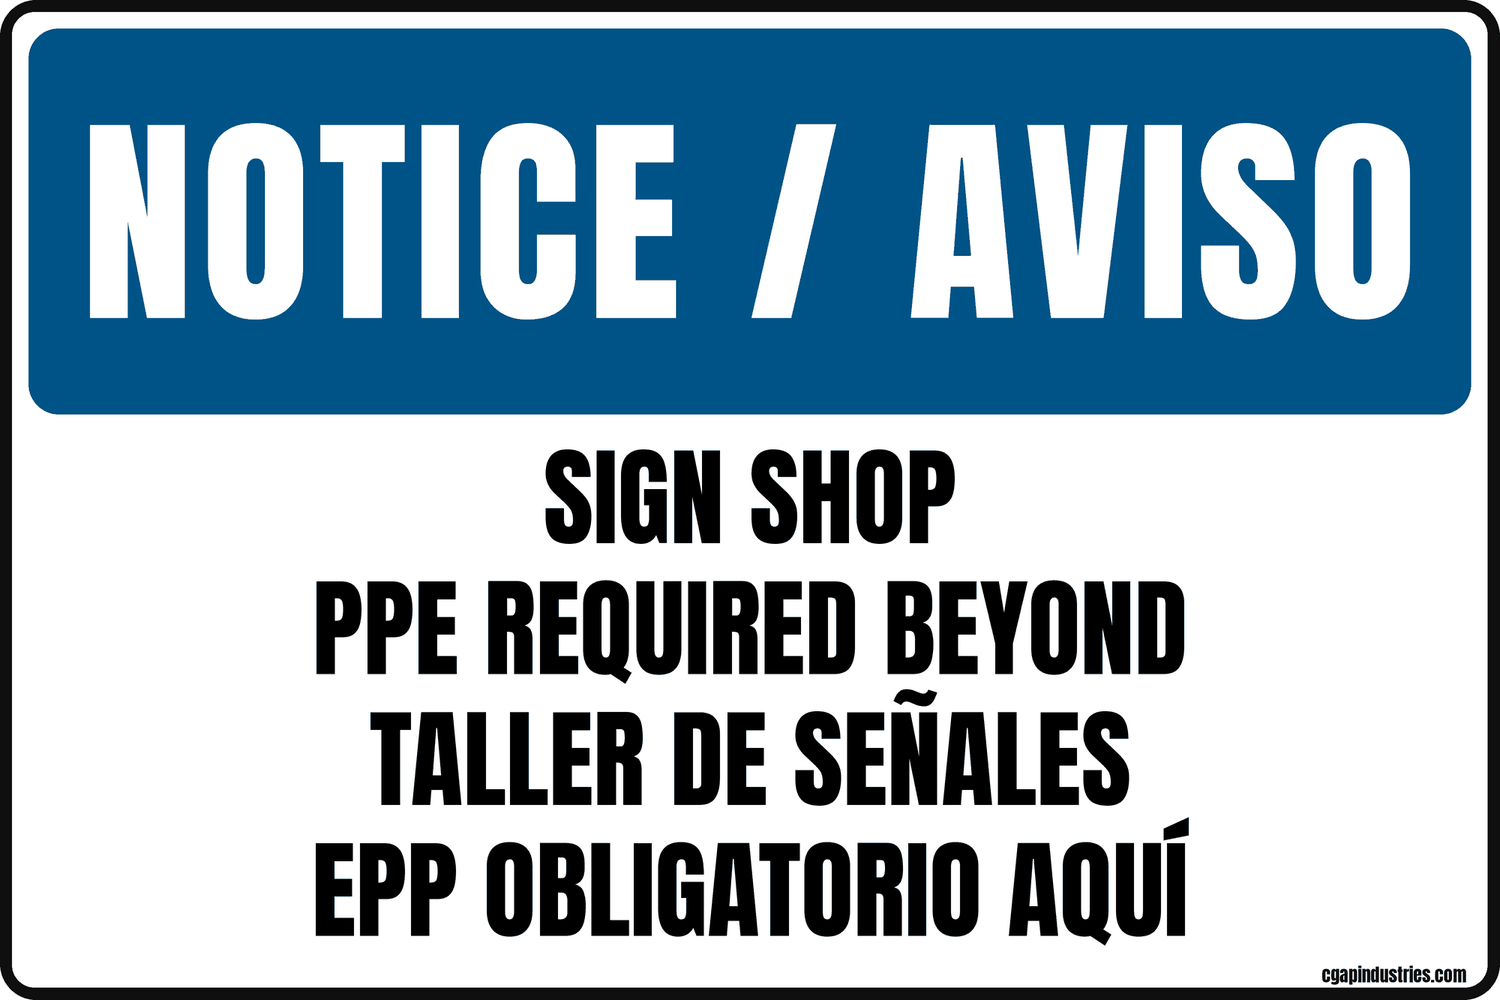 NOTICE / AVISO
SIGN SHOP
PPE REQUIRED BEYOND
TALLER DE SEÑALES
EPP OBLIGATORIO AQUÍ
cgapindustries.com